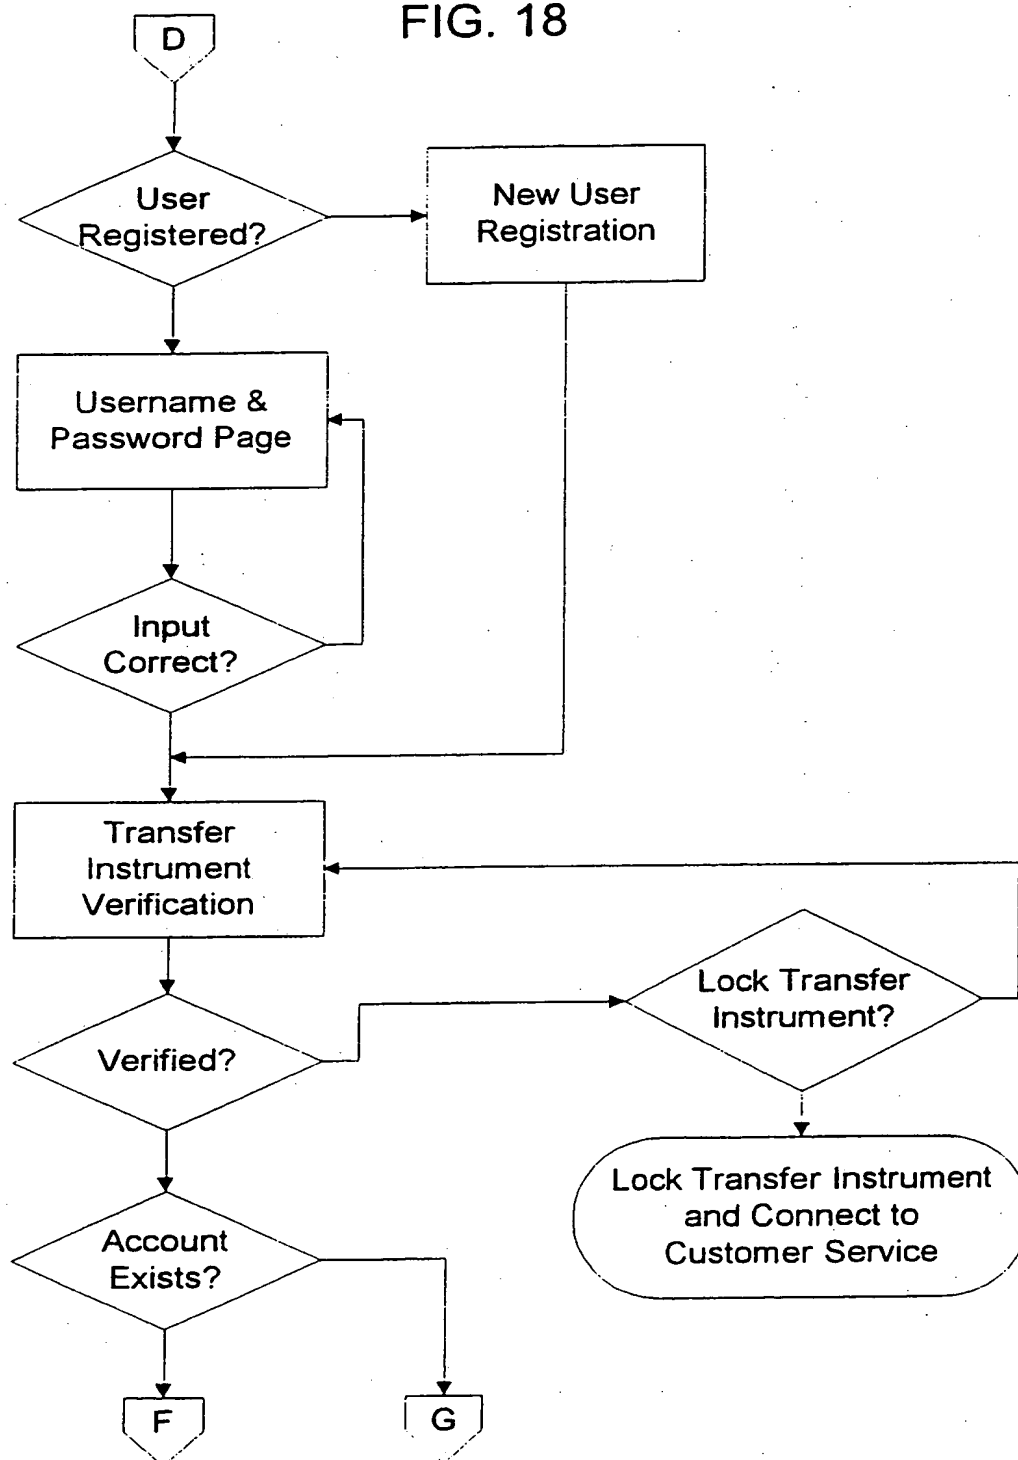 FIG. 18
D
User
Registered?
New User
Registration
Username &
Password Page
Input
Correct?
Transfer
Instrument
Verification
Lock Transfer
Instrument?
Verified?
Lock Transfer Instrument
and Connect to
Customer Service
Account
Exists?
F
G